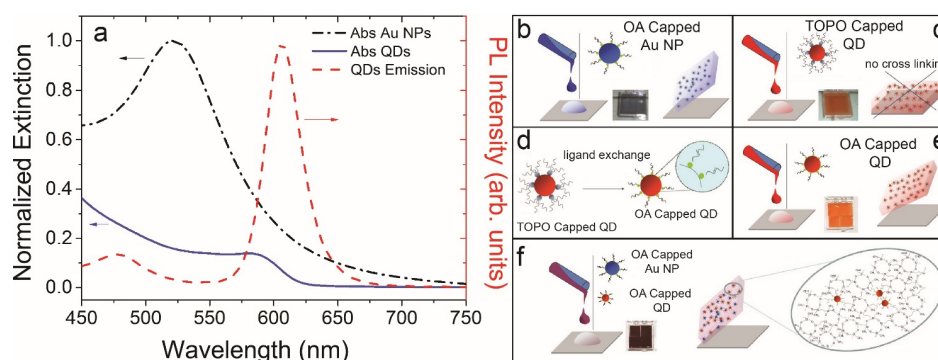 a
Abs Au NPs
Abs QDs
QDs Emission
Normalized Extinction
1.0
0.8
0.6
0.4
0.2
0.0
450 500 550 600 650 700 750
Wavelength (nm)
PL Intensity (arb. units)
b
OA Capped
Au NP
TOPO Capped
QD
c
no cross linking
d
ligand exchange
TOPO Capped QD
OA Capped QD
OA Capped
QD
e
f
OA Capped
Au NP
OA Capped
QD